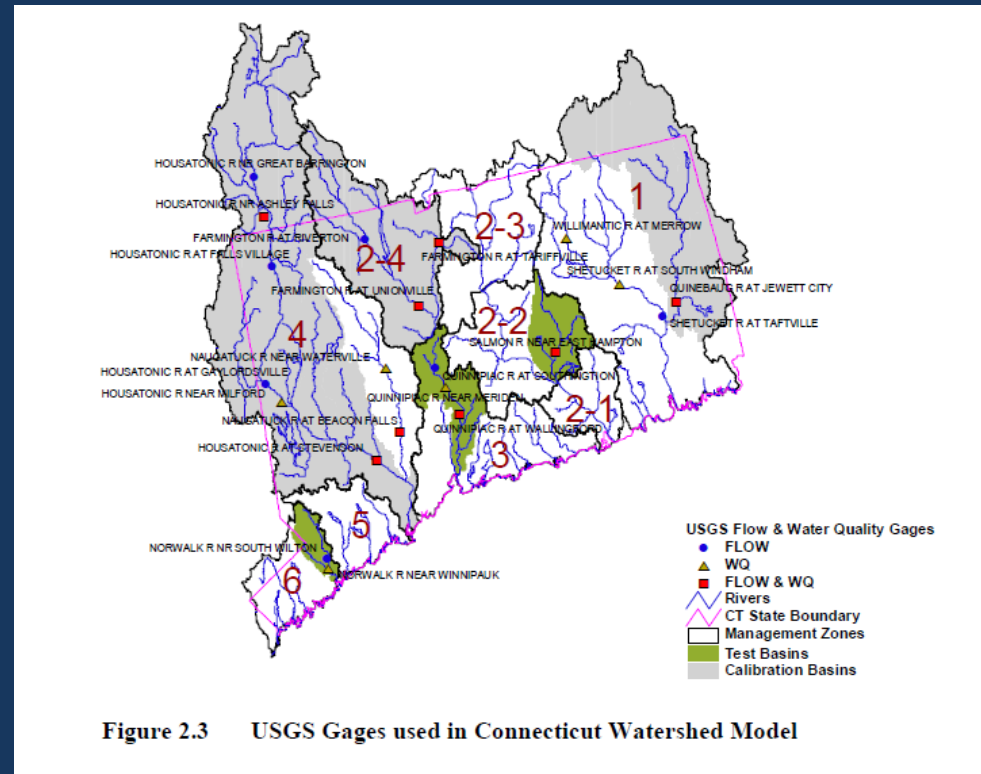 HOUSATONIC R NR GREAT BARRINGTON
HOUSATONIC R NR ASHLEY FALLS
1
WILLIMANTIC R AT MERROW
2-3
FARMINGTON R AT RIVERTON
HOUSATONIC R AT FALLS VILLAGE
2-4
FARMINGTON R AT TARIFFVILLE
SHETUCKET R AT SOUTH WINDHAM
FARMINGTON R AT UNIONVILLE
QUINEBAUG R AT JEWETT CITY
2-2
SHETUCKET R AT TAFTVILLE
4
SALMON R NEAR EAST HAMPTON
NAUGATUCK R NEAR WATERVILLE
HOUSATONIC R AT GAYLORDSVILLE
QUINNIPIAC R AT SOUTHINGTION
HOUSATONIC R NEAR MILFORD
QUINNIPIAC R NEAR MERIDEN
2-1
NAUGATUCK R AT BEACON FALLS
QUINNIPIAC R AT WALLINGFORD
HOUSATONIC R AT STEVENSON
3
5
NORWALK R NR SOUTH WILTON
NORWALK R NEAR WINNIPAUK
6
USGS Flow & Water Quality Gages
FLOW
WQ
FLOW & WQ
Rivers
CT State Boundary
Management Zones
Test Basins
Calibration Basins
Figure 2.3 USGS Gages used in Connecticut Watershed Model